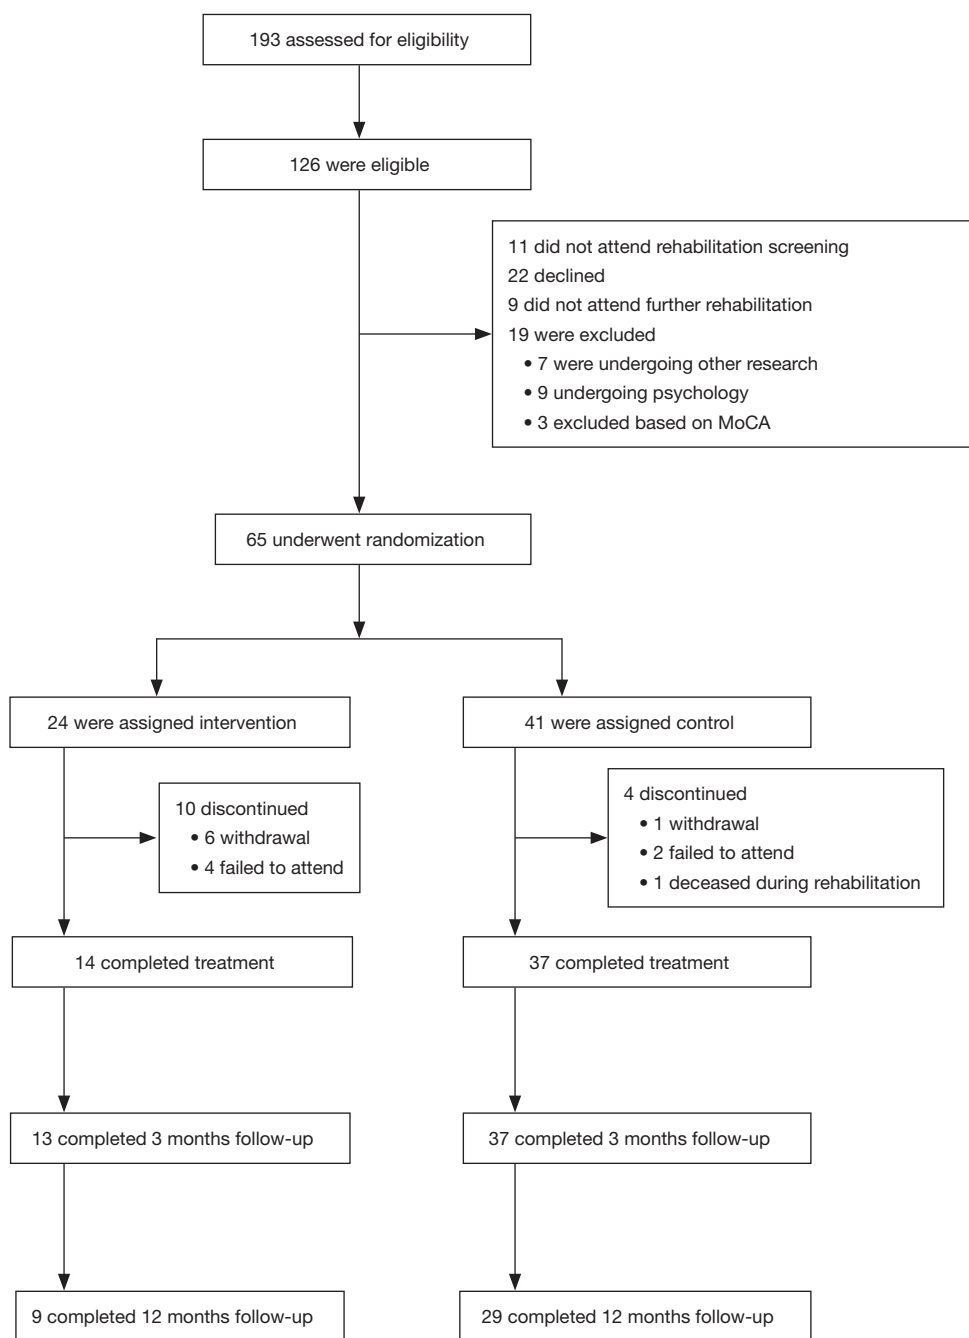 193 assessed for eligibility
126 were eligible
11 did not attend rehabilitation screening
22 declined
9 did not attend further rehabilitation
19 were excluded
• 7 were undergoing other research
• 9 undergoing psychology
• 3 excluded based on MoCA
65 underwent randomization
24 were assigned intervention
41 were assigned control
10 discontinued
• 6 withdrawal
• 4 failed to attend
4 discontinued
• 1 withdrawal
• 2 failed to attend
• 1 deceased during rehabilitation
14 completed treatment
37 completed treatment
13 completed 3 months follow-up
37 completed 3 months follow-up
9 completed 12 months follow-up
29 completed 12 months follow-up